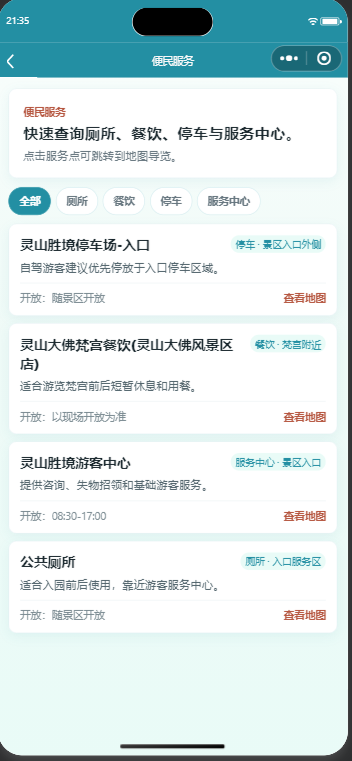 21:35
便民服务
便民服务
快速查询厕所、餐饮、停车与服务中心。
点击服务点可跳转到地图导览。
全部 厕所 餐饮 停车 服务中心
灵山胜境停车场-入口 停车 · 景区入口外侧
自驾游客建议优先停放于入口停车区域。
开放：随景区开放 查看地图
灵山大佛梵宫餐饮(灵山大佛风景区 餐饮 · 梵宫附近
店)
适合游览梵宫前后短暂休息和用餐。
开放：以现场开放为准 查看地图
灵山胜境游客中心 服务中心 · 景区入口
提供咨询、失物招领和基础游客服务。
开放：08:30-17:00 查看地图
公共厕所 厕所 · 入口服务区
适合入园前后使用，靠近游客服务中心。
开放：随景区开放 查看地图